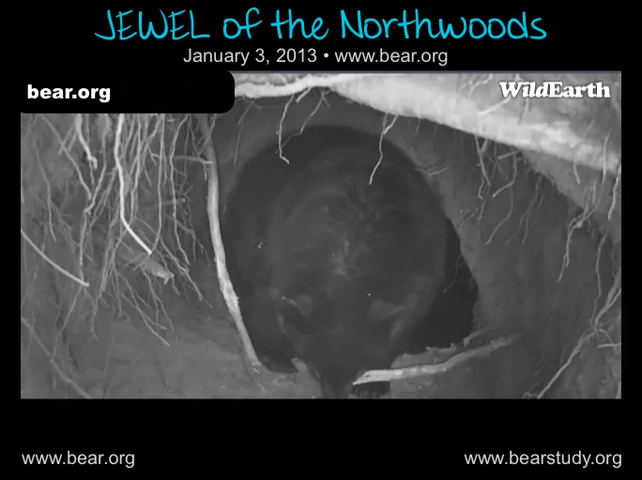 JEWEL of the Northwoods
January 3, 2013 • www.bear.org
bear.org
WildEarth
www.bear.org
www.bearstudy.org